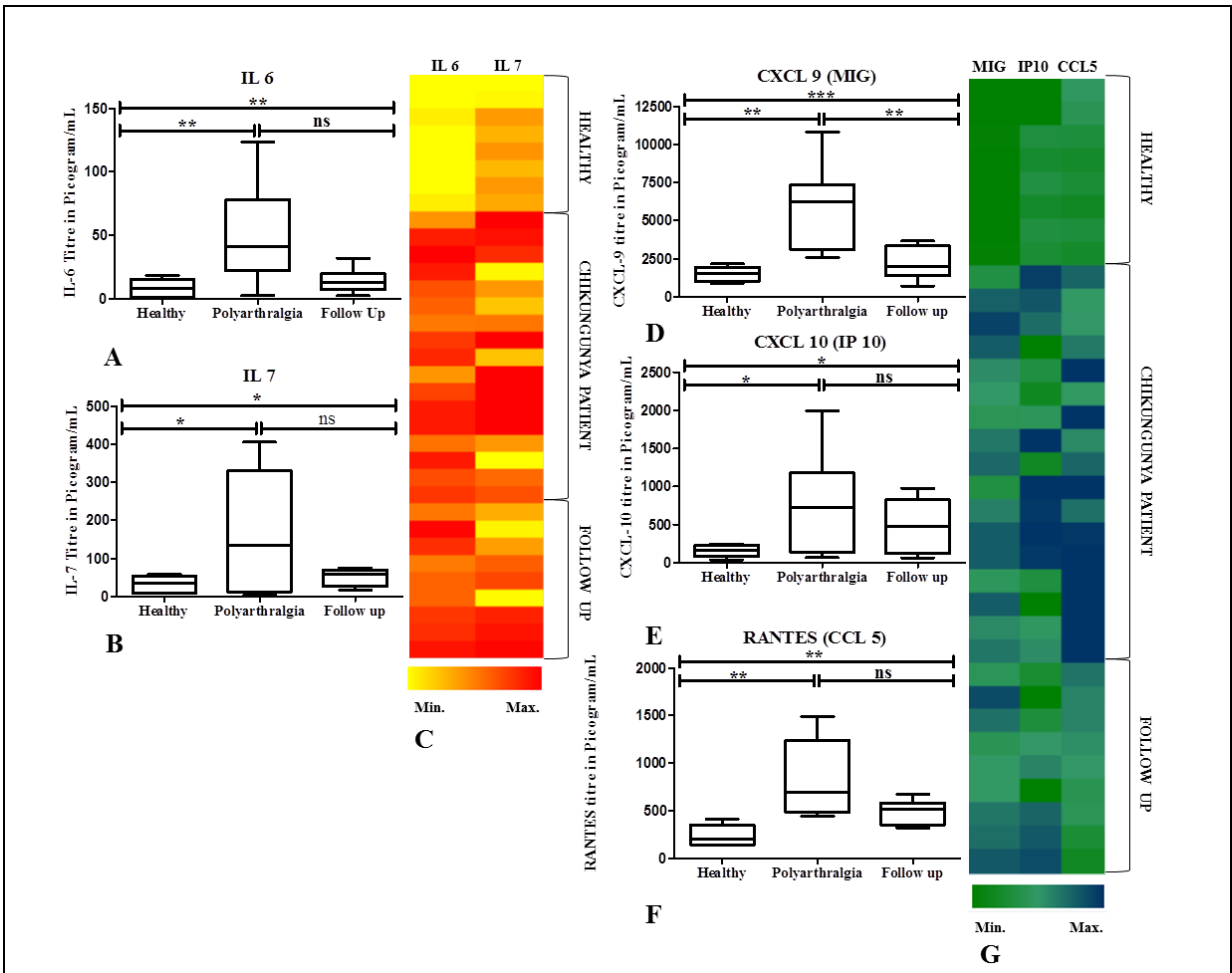 IL 6
IL-6 Titre in Picogram/mL
150
100
50
0
**
**
ns
Healthy
Polyarthralgia
Follow Up
A
IL 7
IL-7 Titre in Picogram/mL
500
400
300
200
100
0
*
*
ns
Healthy
Polyarthralgia
Follow up
B
IL 6 IL 7
HEALTHY
CHIKUNGUNYA PATIENT
FOLLOW UP
Min. Max.
C
CXCL 9 (MIG)
CXCL-9 titre in Picogram/mL
12500
10000
7500
5000
2500
0
***
**
**
Healthy
Polyarthralgia
Follow up
D
CXCL 10 (IP 10)
CXCL-10 titre in Picogram/mL
2500
2000
1500
1000
500
0
*
*
ns
Healthy
Polyarthralgia
Follow up
E
RANTES (CCL 5)
RANTES titre in Picogram/mL
2000
1500
1000
500
0
**
**
ns
Healthy
Polyarthralgia
Follow up
F
MIG IP10 CCL5
HEALTHY
CHIKUNGUNYA PATIENT
FOLLOW UP
Min. Max.
G